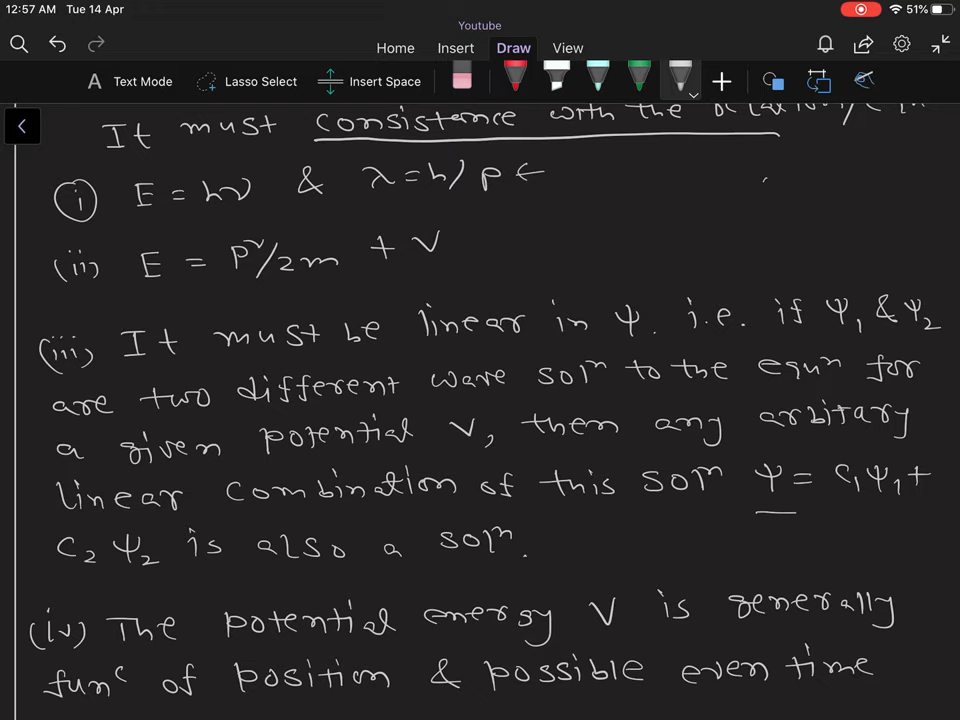 12:57 AM Tue 14 Apr
51%
Youtube
Home Insert Draw View
A Text Mode Lasso Select Insert Space
It must consistance with the
(i) E = hν & λ = h/p ←
(ii) E = p²/2m + V
(iii) It must be linear in ψ. i.e. if ψ₁ & ψ₂
are two different wave solⁿ to the equⁿ for
a given potential V, then any arbitary
linear combination of this solⁿ ψ = c₁ψ₁ +
c₂ψ₂ is also a solⁿ.
(iv) The potential energy V is generally
funᶜ of position & possible even time